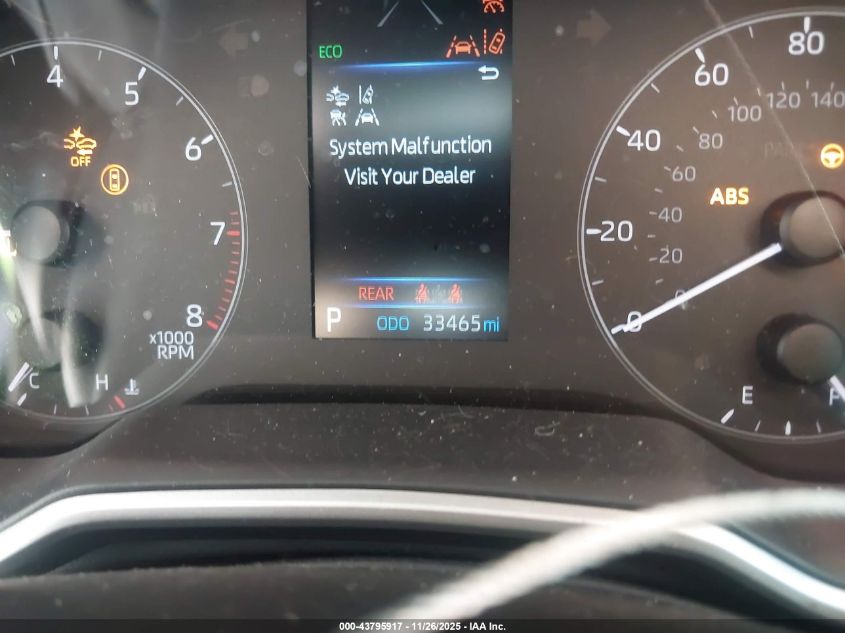 ECO
System Malfunction
Visit Your Dealer
REAR
P
ODO 33465 mi
4
5
6
7
8
x1000
RPM
OFF
C
H
80
60
40
20
0
140
120
100
80
60
40
20
0
ABS
E
F
000-43795917 - 11/26/2025 - IAA Inc.